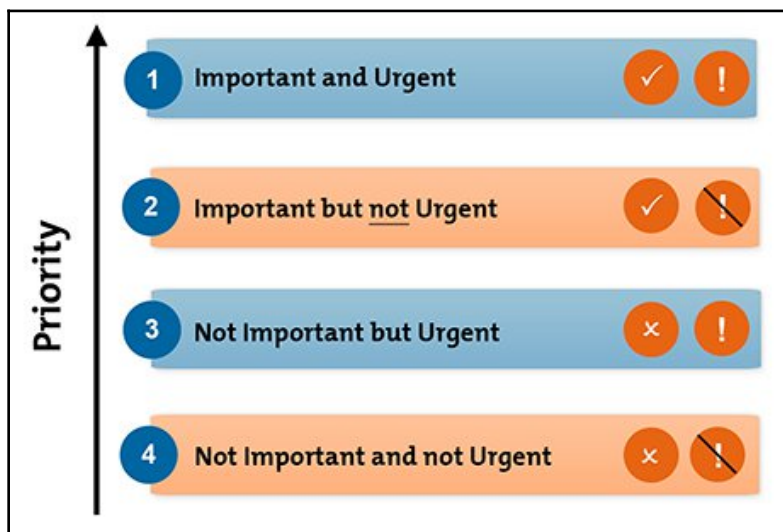 Priority
1 Important and Urgent ✓ !
2 Important but not Urgent ✓ !
3 Not Important but Urgent × !
4 Not Important and not Urgent × !